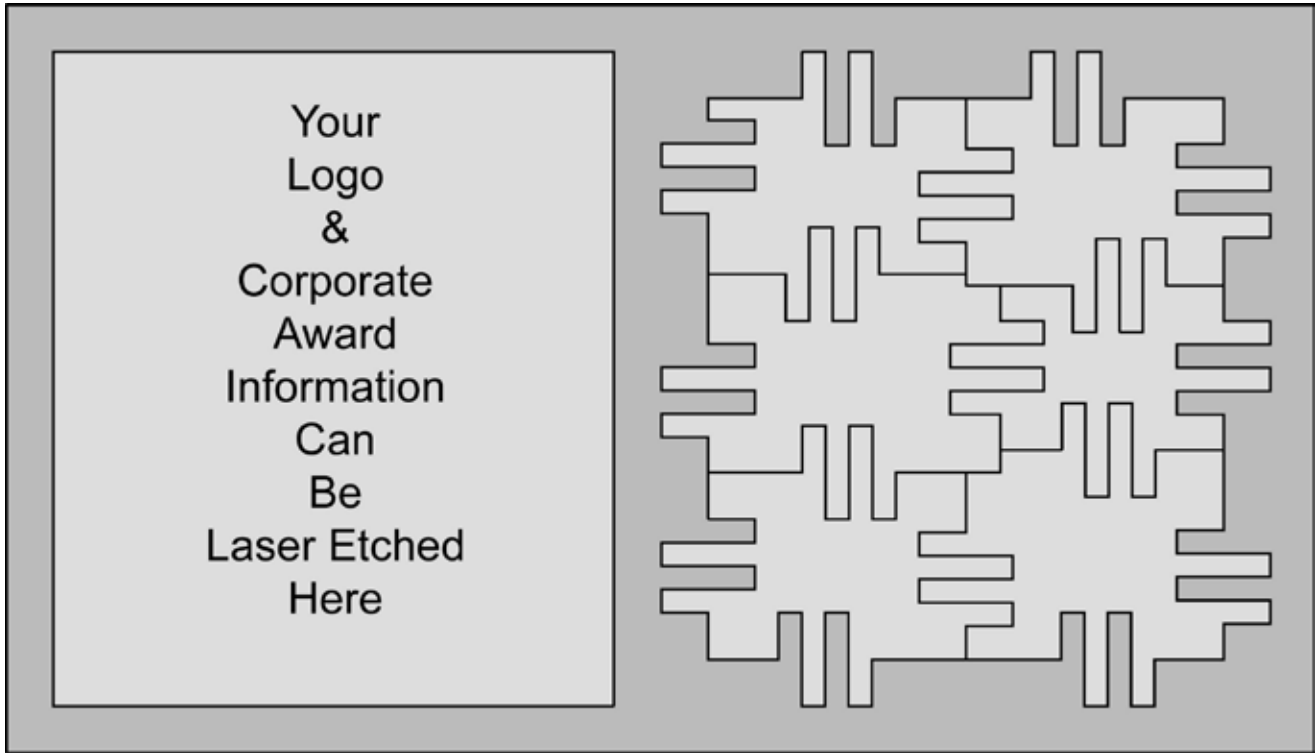 Your
Logo
&
Corporate
Award
Information
Can
Be
Laser Etched
Here